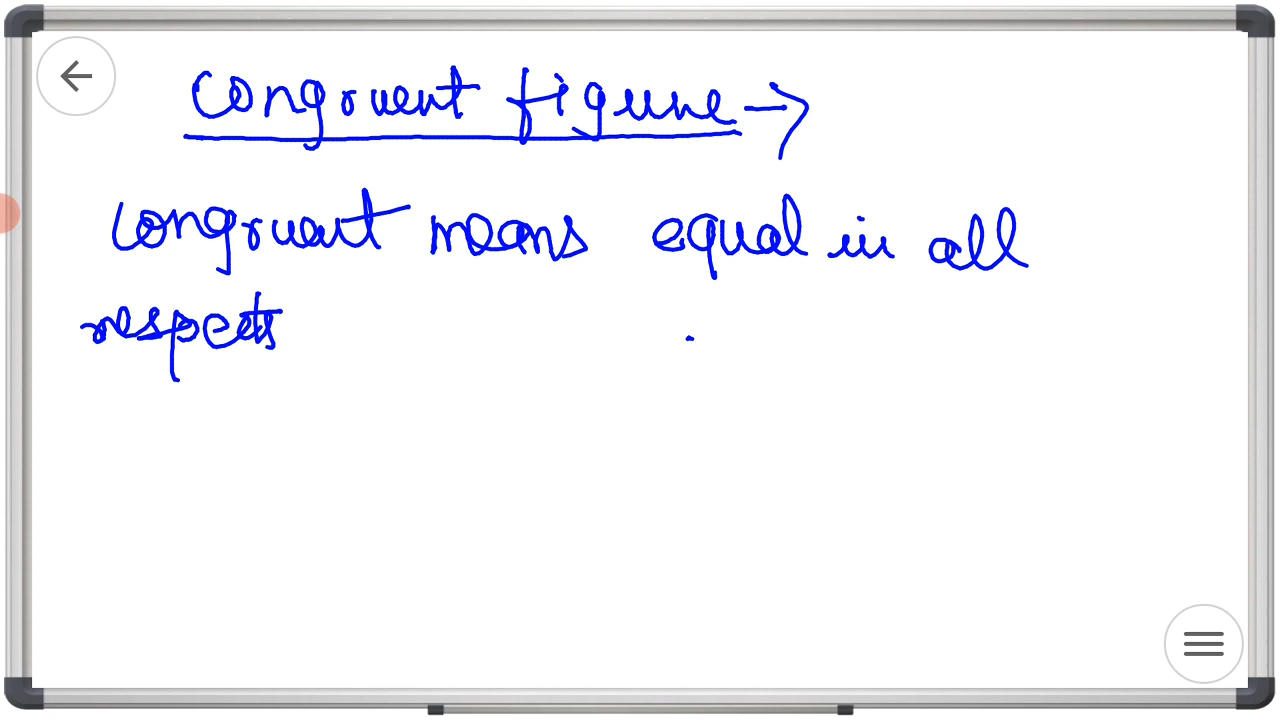 Congruent figure →
Congruent means equal in all
respects